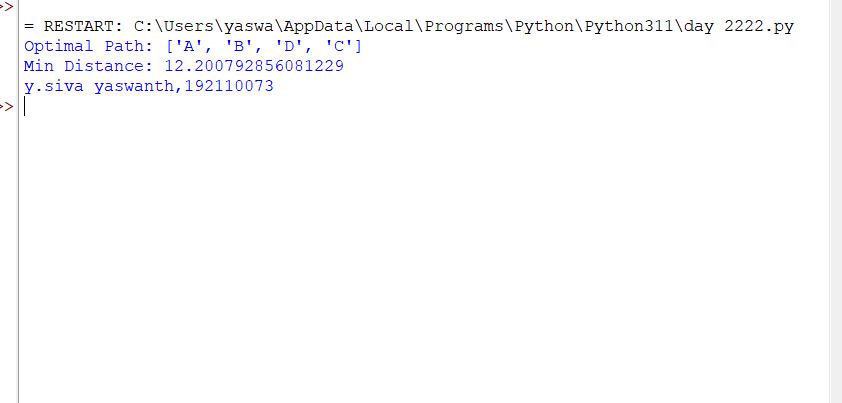 >>
= RESTART: C:\Users\yaswa\AppData\Local\Programs\Python\Python311\day 2222.py
Optimal Path: ['A', 'B', 'D', 'C']
Min Distance: 12.200792856081229
y.siva yaswanth,192110073
>>